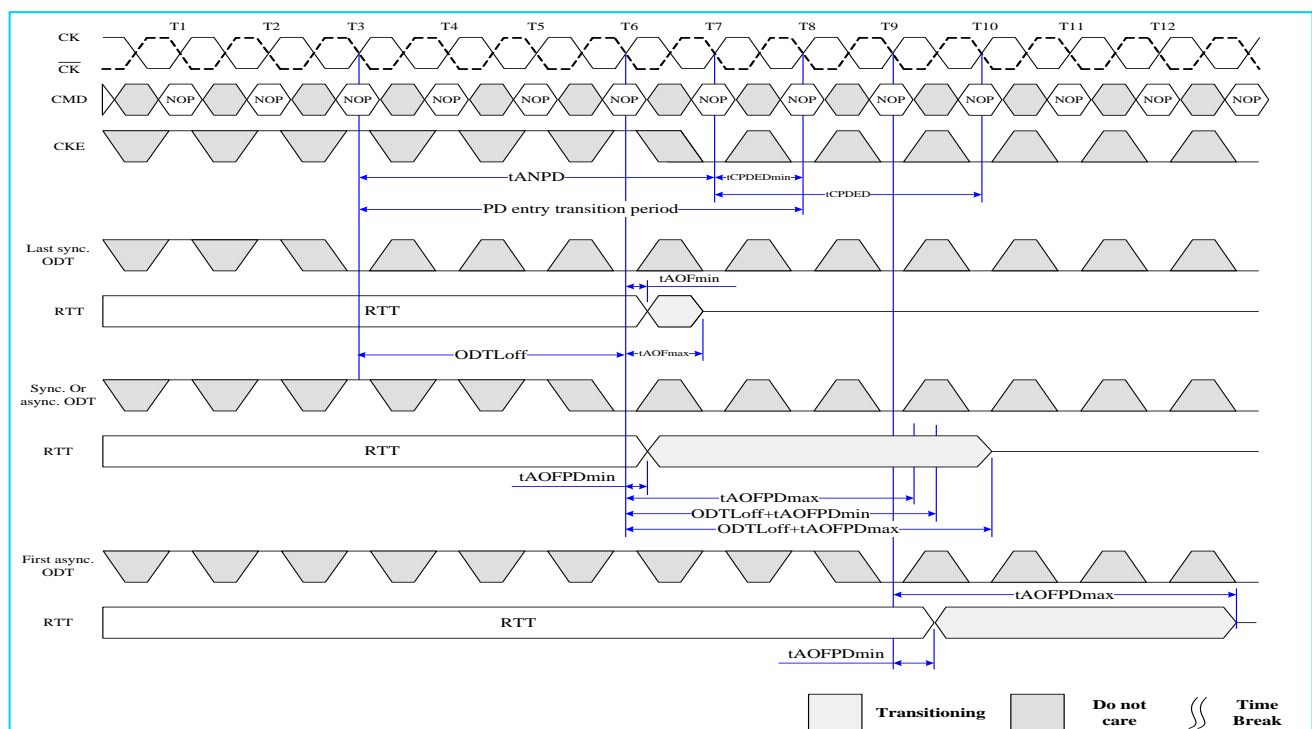 T1 T2 T3 T4 T5 T6 T7 T8 T9 T10 T11 T12
CK
CK
CMD NOP NOP NOP NOP NOP NOP NOP NOP NOP NOP NOP NOP NOP
CKE
tANPD tCPDEDmin
tCPDED
PD entry transition period
Last sync.
ODT
tAOFmin
RTT RTT
ODTLoff tAOFmax
Sync. Or
async. ODT
RTT RTT
tAOFPDmin
tAOFPDmax
ODTLoff+tAOFPDmin
ODTLoff+tAOFPDmax
First async.
ODT
tAOFPDmax
RTT RTT
tAOFPDmin
Transitioning
Do not
care
Time
Break